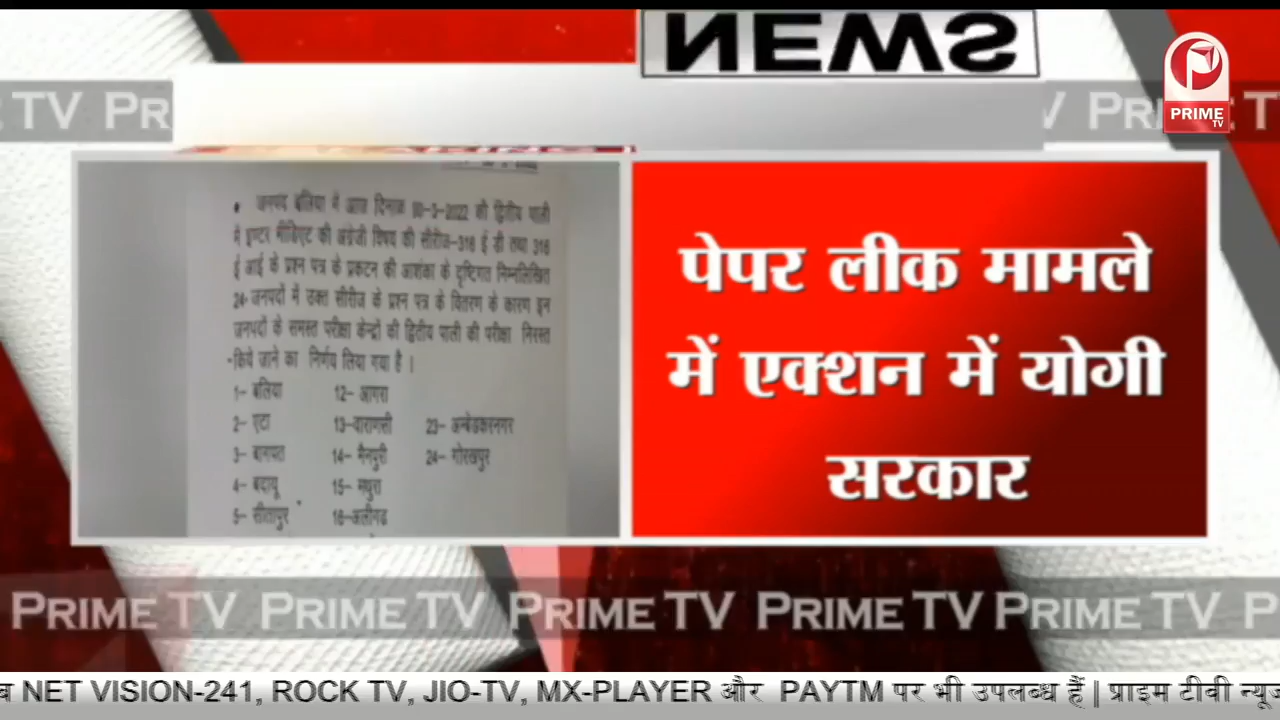 NEWS
TV PR
PRIME
TV
जनपद बलिया में आज दिनांक 30-3-2022 को द्वितीय पाली
में इण्टर मीडिएट की अंग्रेजी विषय की सीरीज-316 ई डी तथा 316
ई आई के प्रश्न पत्र के प्रकटन की आशंका के दृष्टिगत निम्नलिखित
24-जनपदों में उक्त सीरीज के प्रश्न पत्र के वितरण के कारण इन
जनपदों के समस्त परीक्षा केन्द्रों की द्वितीय पाली की परीक्षा निरस्त
किये जाने का निर्णय लिया गया है ।
1- बलिया 12- आगरा
2- एटा 13-वाराणसी 23- अम्बेडकरनगर
3- बागपत 14- मैनपुरी 24- गोरखपुर
4- बदायू 15- मथुरा
5- सीतापुर 16-अलीगढ
पेपर लीक मामले
में एक्शन में योगी
सरकार
PRIME TV PRIME TV PRIME TV PRIME TV PRIME TV
NET VISION-241, ROCK TV, JIO-TV, MX-PLAYER और PAYTM पर भी उपलब्ध हैं | प्राइम टीवी न्यूज